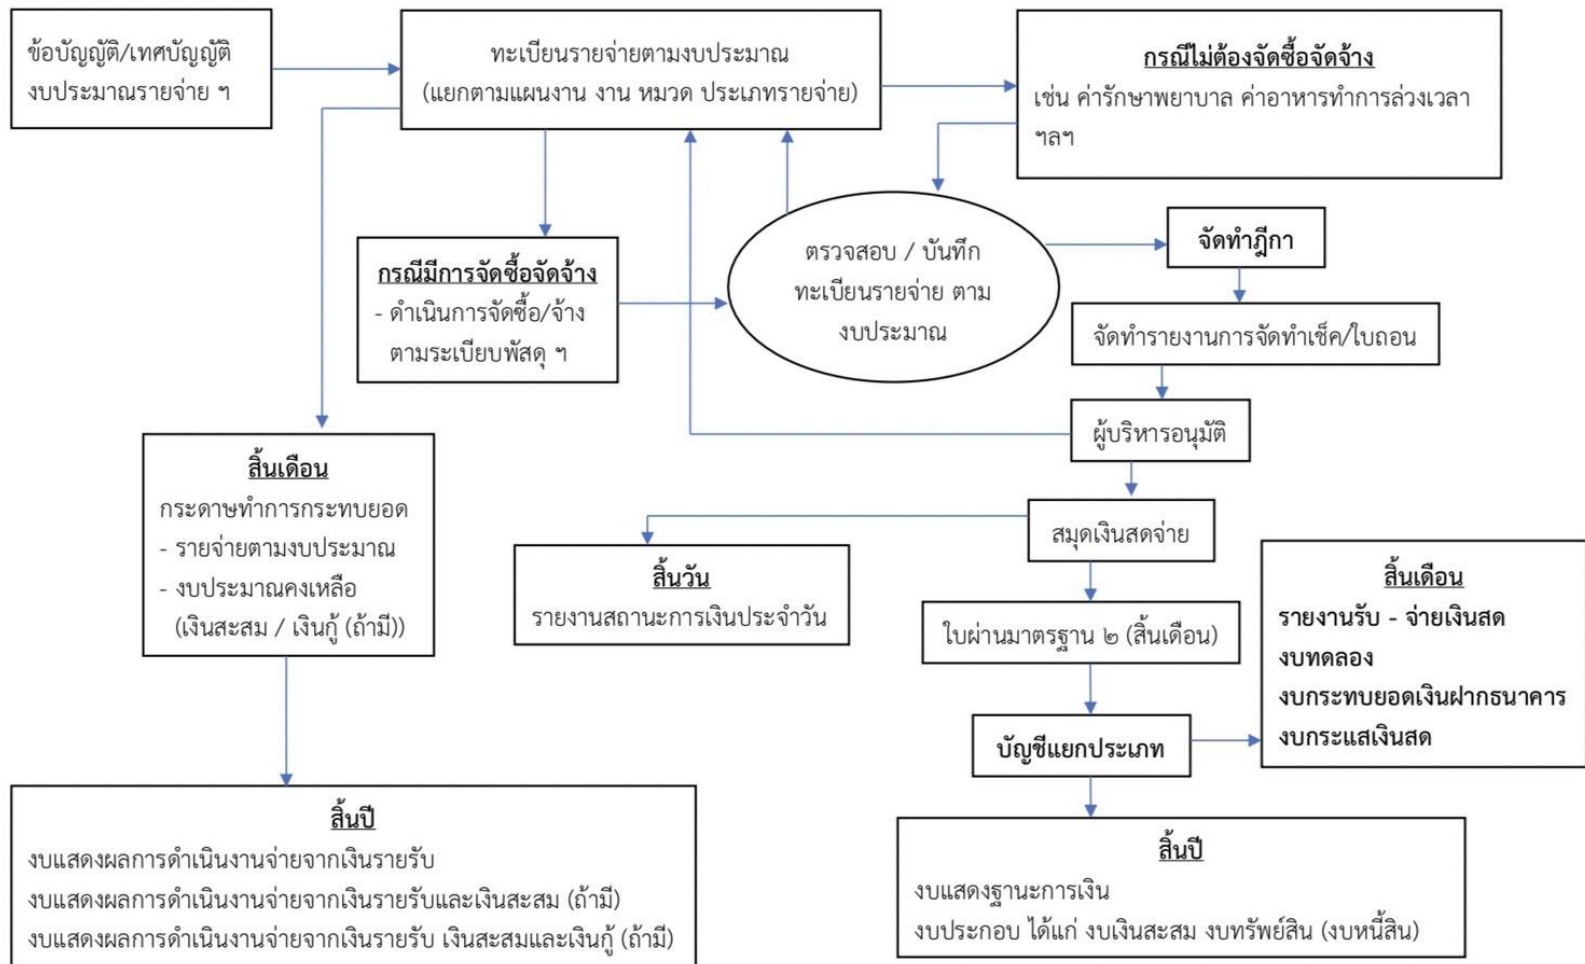 ข้อบัญญัติ/เทศบัญญัติ
งบประมาณรายจ่าย ฯ
ทะเบียนรายจ่ายตามงบประมาณ
(แยกตามแผนงาน งาน หมวด ประเภทรายจ่าย)
กรณีไม่ต้องจัดซื้อจัดจ้าง
เช่น ค่ารักษาพยาบาล ค่าอาหารทำการล่วงเวลา
ฯลฯ
กรณีมีการจัดซื้อจัดจ้าง
- ดำเนินการจัดซื้อ/จ้าง
ตามระเบียบพัสดุ ฯ
ตรวจสอบ / บันทึก
ทะเบียนรายจ่าย ตาม
งบประมาณ
จัดทำฎีกา
จัดทำรายงานการจัดทำเช็ค/ใบถอน
ผู้บริหารอนุมัติ
สิ้นเดือน
กระดาษทำการกระทบยอด
- รายจ่ายตามงบประมาณ
- งบประมาณคงเหลือ
(เงินสะสม / เงินกู้ (ถ้ามี))
สมุดเงินสดจ่าย
สิ้นวัน
รายงานสถานะการเงินประจำวัน
ใบผ่านมาตรฐาน ๒ (สิ้นเดือน)
สิ้นเดือน
รายงานรับ - จ่ายเงินสด
งบทดลอง
งบกระทบยอดเงินฝากธนาคาร
งบกระแสเงินสด
บัญชีแยกประเภท
สิ้นปี
งบแสดงผลการดำเนินงานจ่ายจากเงินรายรับ
งบแสดงผลการดำเนินงานจ่ายจากเงินรายรับและเงินสะสม (ถ้ามี)
งบแสดงผลการดำเนินงานจ่ายจากเงินรายรับ เงินสะสมและเงินกู้ (ถ้ามี)
สิ้นปี
งบแสดงฐานะการเงิน
งบประกอบ ได้แก่ งบเงินสะสม งบทรัพย์สิน (งบหนี้สิน)